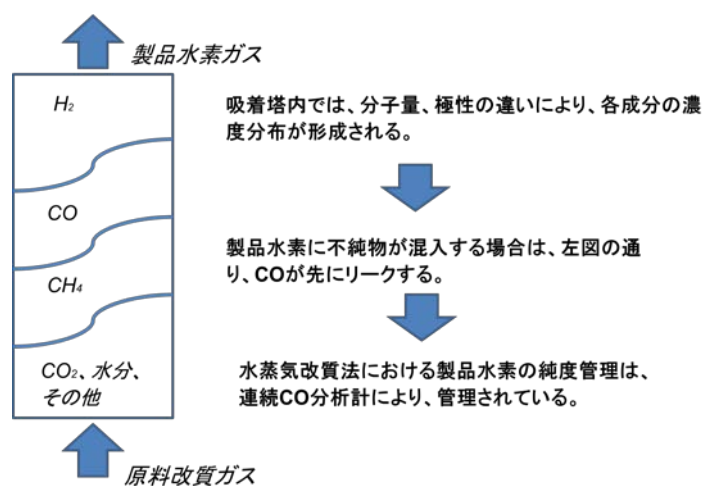 製品水素ガス
H₂
吸着塔内では、分子量、極性の違いにより、各成分の濃
度分布が形成される。
CO
製品水素に不純物が混入する場合は、左図の通
り、COが先にリークする。
CH₄
CO₂、水分、
その他
水蒸気改質法における製品水素の純度管理は、
連続CO分析計により、管理されている。
原料改質ガス